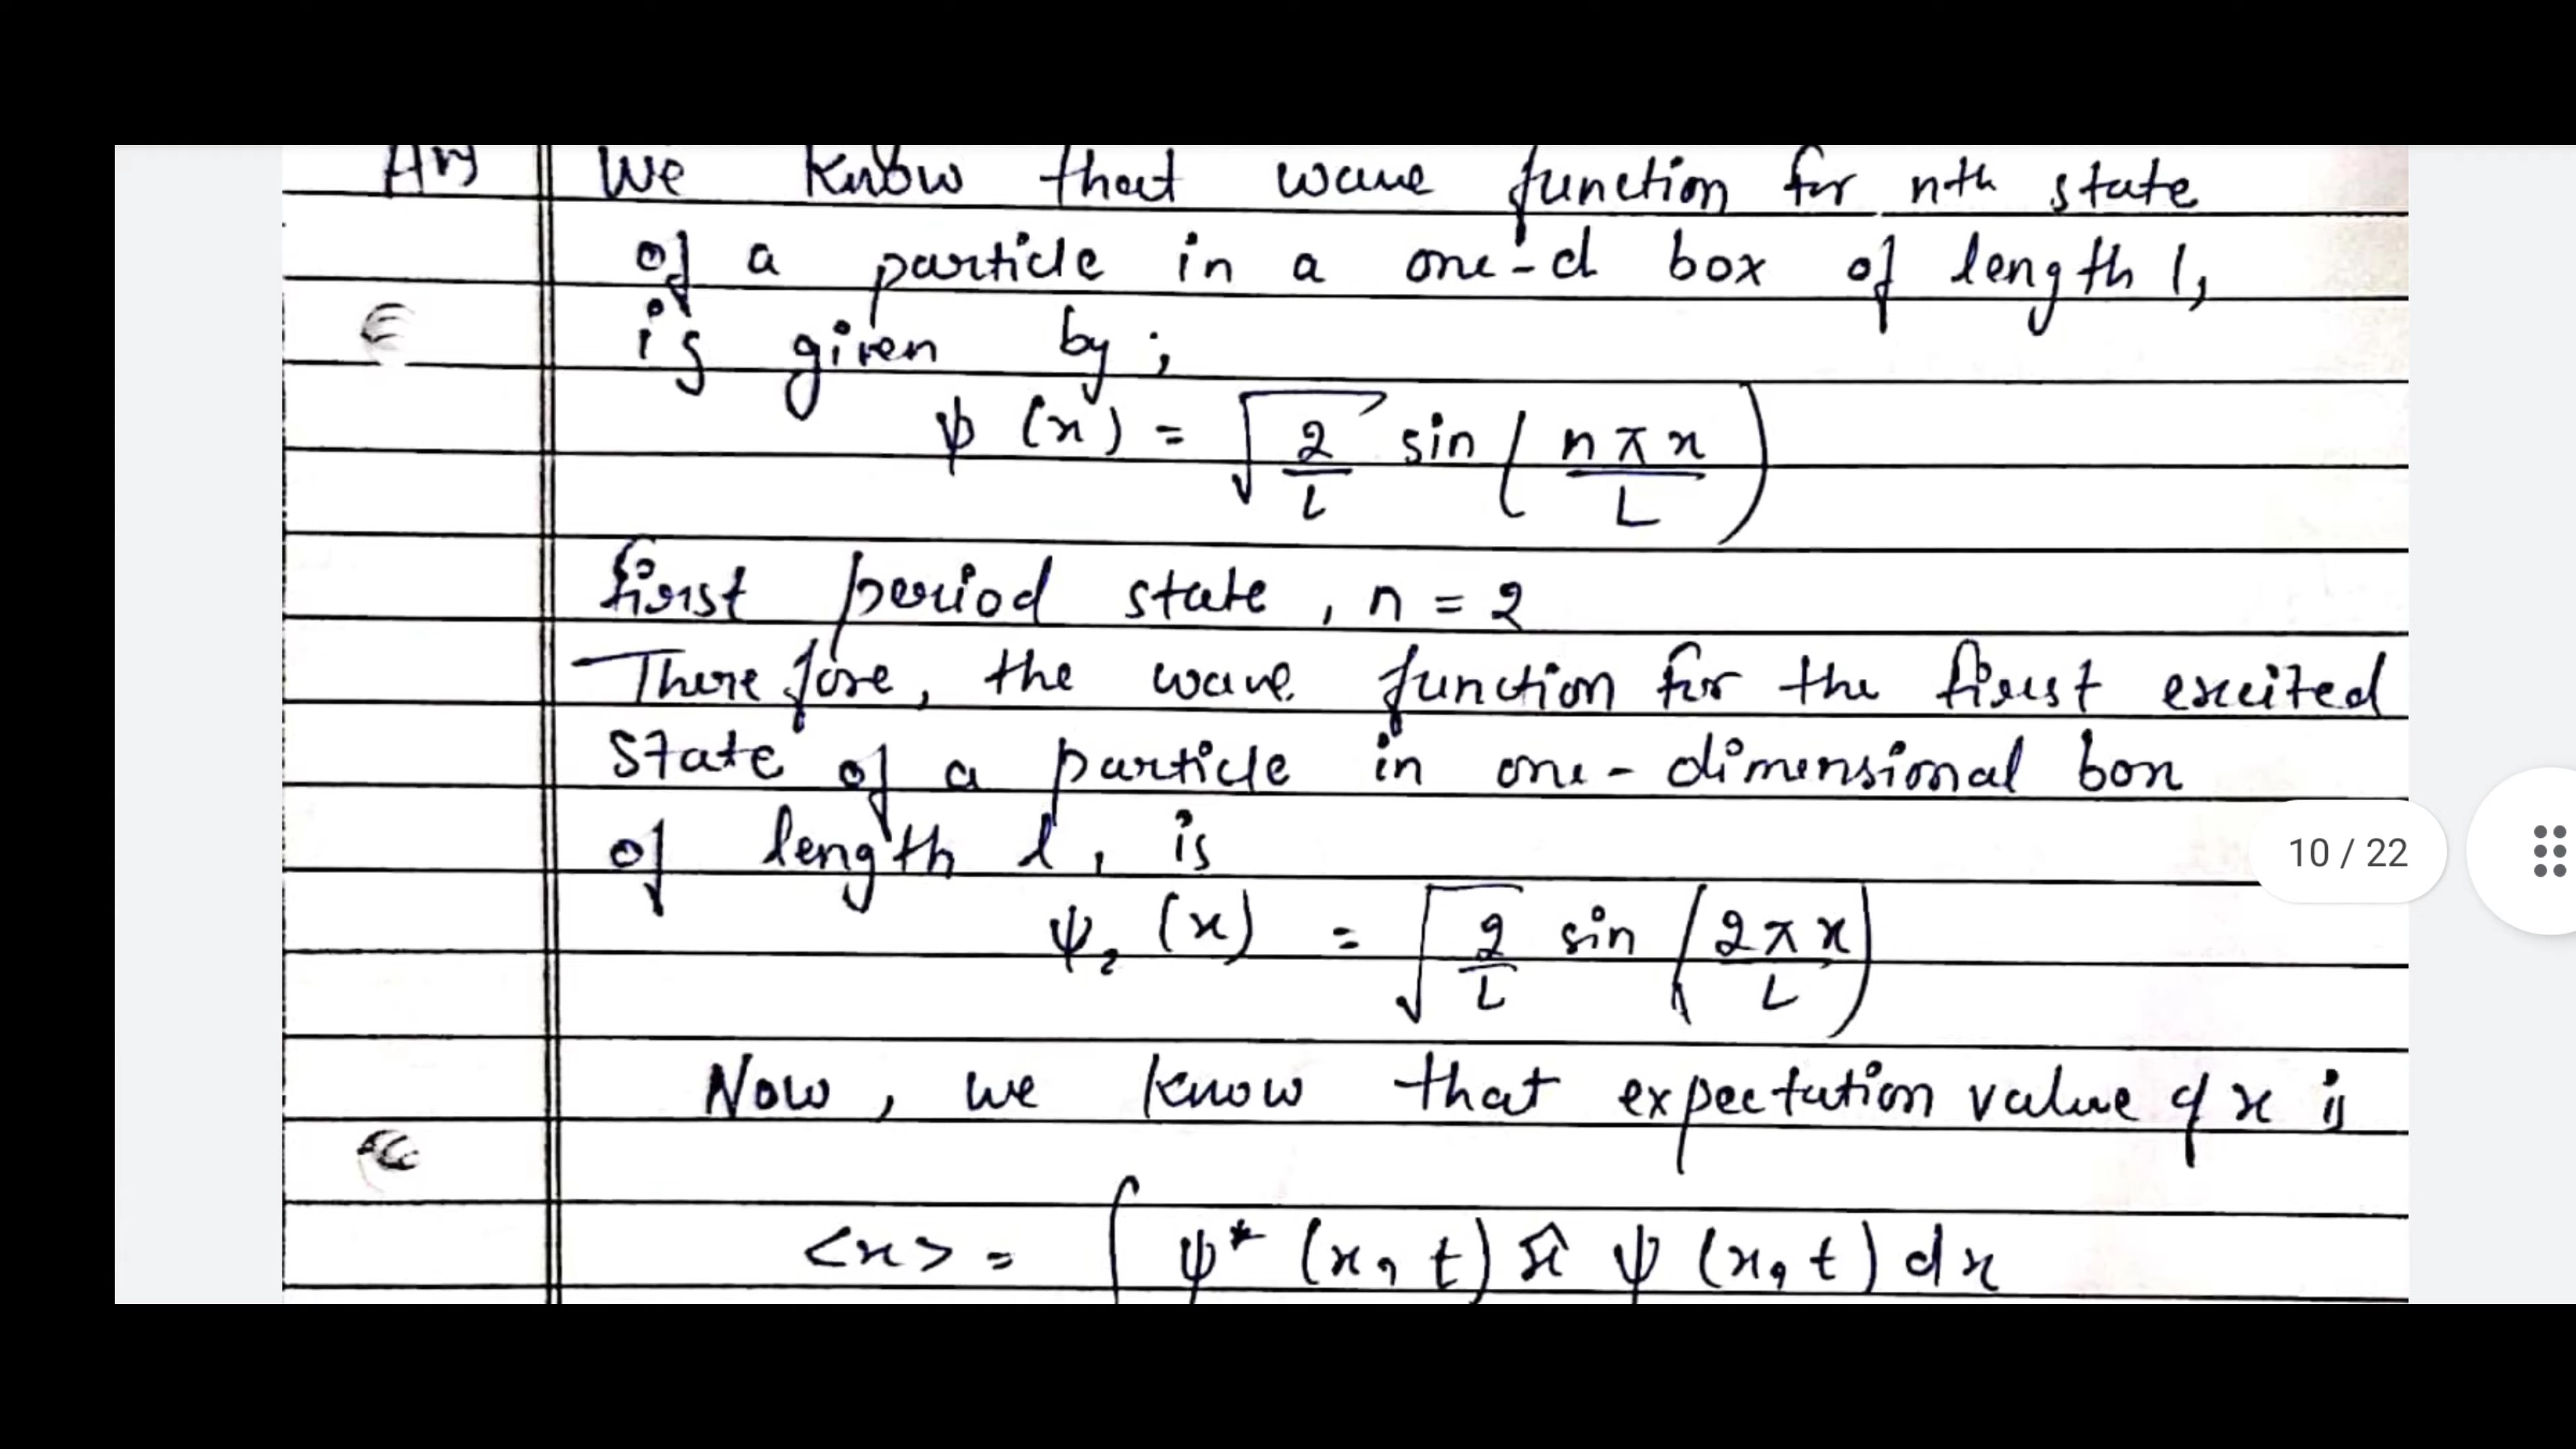 Ans We know that wave function for nth state
of a particle in a one-d box of length l,
is given by;
ψ (x) = √2/L sin (nπx/L)
first period state, n = 2
Therefore, the wave function for the first excited
state of a particle in one-dimensional box
of length l, is
ψ₂ (x) = √2/L sin (2πx/L)
10 / 22
Now, we know that expectation value of x is
<x> = ∫ ψ* (x, t) x̂ ψ (x, t) dx